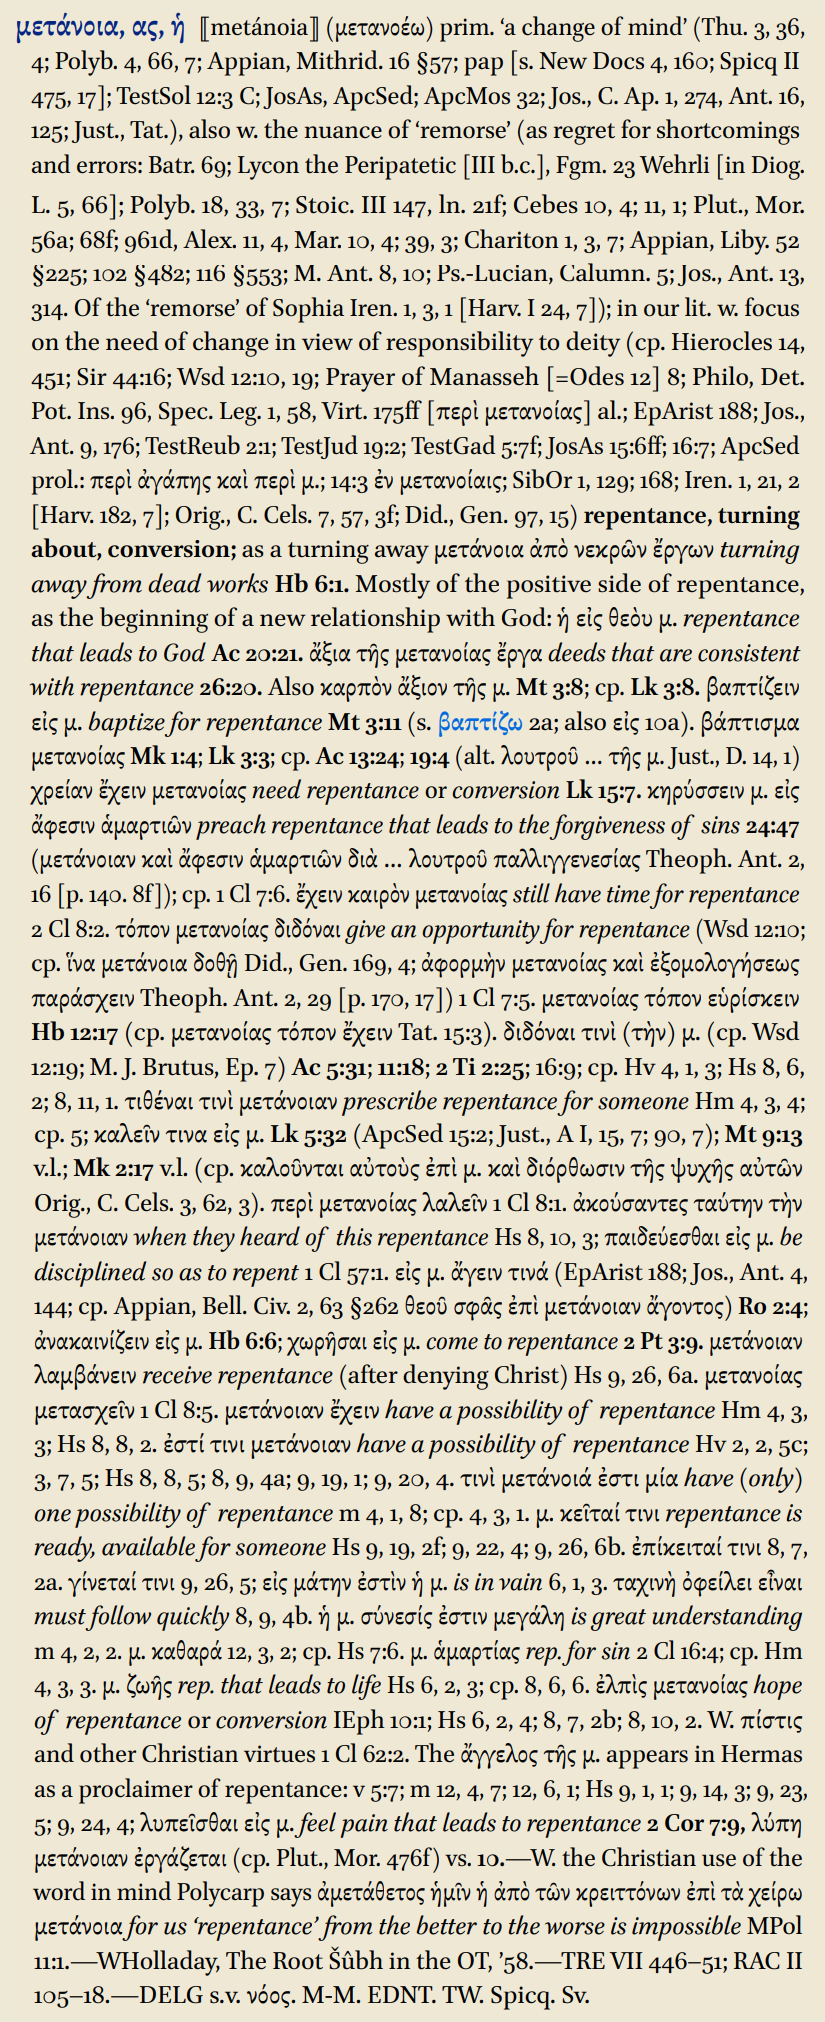 μετάνοια, ας, ἡ ⟦metánoia⟧ (μετανοέω) prim. ‘a change of mind’ (Thu. 3, 36,
4; Polyb. 4, 66, 7; Appian, Mithrid. 16 §57; pap [s. New Docs 4, 160; Spicq II
475, 17]; TestSol 12:3 C; JosAs, ApcSed; ApcMos 32; Jos., C. Ap. 1, 274, Ant. 16,
125; Just., Tat.), also w. the nuance of ‘remorse’ (as regret for shortcomings
and errors: Batr. 69; Lycon the Peripatetic [III b.c.], Fgm. 23 Wehrli [in Diog.
L. 5, 66]; Polyb. 18, 33, 7; Stoic. III 147, ln. 21f; Cebes 10, 4; 11, 1; Plut., Mor.
56a; 68f; 961d, Alex. 11, 4, Mar. 10, 4; 39, 3; Chariton 1, 3, 7; Appian, Liby. 52
§225; 102 §482; 116 §553; M. Ant. 8, 10; Ps.-Lucian, Calumn. 5; Jos., Ant. 13,
314. Of the ‘remorse’ of Sophia Iren. 1, 3, 1 [Harv. I 24, 7]); in our lit. w. focus
on the need of change in view of responsibility to deity (cp. Hierocles 14,
451; Sir 44:16; Wsd 12:10, 19; Prayer of Manasseh [=Odes 12] 8; Philo, Det.
Pot. Ins. 96, Spec. Leg. 1, 58, Virt. 175ff [περὶ μετανοίας] al.; EpArist 188; Jos.,
Ant. 9, 176; TestReub 2:1; TestJud 19:2; TestGad 5:7f; JosAs 15:6ff; 16:7; ApcSed
prol.: περὶ ἀγάπης καὶ περὶ μ.; 14:3 ἐν μετανοίαις; SibOr 1, 129; 168; Iren. 1, 21, 2
[Harv. 182, 7]; Orig., C. Cels. 7, 57, 3f; Did., Gen. 97, 15) repentance, turning
about, conversion; as a turning away μετάνοια ἀπὸ νεκρῶν ἔργων turning
away from dead works Hb 6:1. Mostly of the positive side of repentance,
as the beginning of a new relationship with God: ἡ εἰς θεὸυ μ. repentance
that leads to God Ac 20:21. ἄξια τῆς μετανοίας ἔργα deeds that are consistent
with repentance 26:20. Also καρπὸν ἄξιον τῆς μ. Mt 3:8; cp. Lk 3:8. βαπτίζειν
εἰς μ. baptize for repentance Mt 3:11 (s. βαπτίζω 2a; also εἰς 10a). βάπτισμα
μετανοίας Mk 1:4; Lk 3:3; cp. Ac 13:24; 19:4 (alt. λουτροῦ … τῆς μ. Just., D. 14, 1)
χρείαν ἔχειν μετανοίας need repentance or conversion Lk 15:7. κηρύσσειν μ. εἰς
ἄφεσιν ἁμαρτιῶν preach repentance that leads to the forgiveness of sins 24:47
(μετάνοιαν καὶ ἄφεσιν ἁμαρτιῶν διὰ … λουτροῦ παλλιγγενεσίας Theoph. Ant. 2,
16 [p. 140. 8f]); cp. 1 Cl 7:6. ἔχειν καιρὸν μετανοίας still have time for repentance
2 Cl 8:2. τόπον μετανοίας διδόναι give an opportunity for repentance (Wsd 12:10;
cp. ἵνα μετάνοια δοθῇ Did., Gen. 169, 4; ἀφορμὴν μετανοίας καὶ ἐξομολογήσεως
παράσχειν Theoph. Ant. 2, 29 [p. 170, 17]) 1 Cl 7:5. μετανοίας τόπον εὑρίσκειν
Hb 12:17 (cp. μετανοίας τόπον ἔχειν Tat. 15:3). διδόναι τινὶ (τὴν) μ. (cp. Wsd
12:19; M. J. Brutus, Ep. 7) Ac 5:31; 11:18; 2 Ti 2:25; 16:9; cp. Hv 4, 1, 3; Hs 8, 6,
2; 8, 11, 1. τιθέναι τινὶ μετάνοιαν prescribe repentance for someone Hm 4, 3, 4;
cp. 5; καλεῖν τινα εἰς μ. Lk 5:32 (ApcSed 15:2; Just., A I, 15, 7; 90, 7); Mt 9:13
v.l.; Mk 2:17 v.l. (cp. καλοῦνται αὐτοὺς ἐπὶ μ. καὶ διόρθωσιν τῆς ψυχῆς αὐτῶν
Orig., C. Cels. 3, 62, 3). περὶ μετανοίας λαλεῖν 1 Cl 8:1. ἀκούσαντες ταύτην τὴν
μετάνοιαν when they heard of this repentance Hs 8, 10, 3; παιδεύεσθαι εἰς μ. be
disciplined so as to repent 1 Cl 57:1. εἰς μ. ἄγειν τινά (EpArist 188; Jos., Ant. 4,
144; cp. Appian, Bell. Civ. 2, 63 §262 θεοῦ σφᾶς ἐπὶ μετάνοιαν ἄγοντος) Ro 2:4;
ἀνακαινίζειν εἰς μ. Hb 6:6; χωρῆσαι εἰς μ. come to repentance 2 Pt 3:9. μετάνοιαν
λαμβάνειν receive repentance (after denying Christ) Hs 9, 26, 6a. μετανοίας
μετασχεῖν 1 Cl 8:5. μετάνοιαν ἔχειν have a possibility of repentance Hm 4, 3,
3; Hs 8, 8, 2. ἐστί τινι μετάνοιαν have a possibility of repentance Hv 2, 2, 5c;
3, 7, 5; Hs 8, 8, 5; 8, 9, 4a; 9, 19, 1; 9, 20, 4. τινὶ μετάνοιά ἐστι μία have (only)
one possibility of repentance m 4, 1, 8; cp. 4, 3, 1. μ. κεῖταί τινι repentance is
ready, available for someone Hs 9, 19, 2f; 9, 22, 4; 9, 26, 6b. ἐπίκειταί τινι 8, 7,
2a. γίνεταί τινι 9, 26, 5; εἰς μάτην ἐστὶν ἡ μ. is in vain 6, 1, 3. ταχινὴ ὀφείλει εἶναι
must follow quickly 8, 9, 4b. ἡ μ. σύνεσίς ἐστιν μεγάλη is great understanding
m 4, 2, 2. μ. καθαρά 12, 3, 2; cp. Hs 7:6. μ. ἁμαρτίας rep. for sin 2 Cl 16:4; cp. Hm
4, 3, 3. μ. ζωῆς rep. that leads to life Hs 6, 2, 3; cp. 8, 6, 6. ἐλπὶς μετανοίας hope
of repentance or conversion IEph 10:1; Hs 6, 2, 4; 8, 7, 2b; 8, 10, 2. W. πίστις
and other Christian virtues 1 Cl 62:2. The ἄγγελος τῆς μ. appears in Hermas
as a proclaimer of repentance: v 5:7; m 12, 4, 7; 12, 6, 1; Hs 9, 1, 1; 9, 14, 3; 9, 23,
5; 9, 24, 4; λυπεῖσθαι εἰς μ. feel pain that leads to repentance 2 Cor 7:9, λύπη
μετάνοιαν ἐργάζεται (cp. Plut., Mor. 476f) vs. 10.—W. the Christian use of the
word in mind Polycarp says ἀμετάθετος ἡμῖν ἡ ἀπὸ τῶν κρειττόνων ἐπὶ τὰ χείρω
μετάνοια for us ‘repentance’ from the better to the worse is impossible MPol
11:1.—WHolladay, The Root Šûbh in the OT, ’58.—TRE VII 446–51; RAC II
105–18.—DELG s.v. νόος. M-M. EDNT. TW. Spicq. Sv.